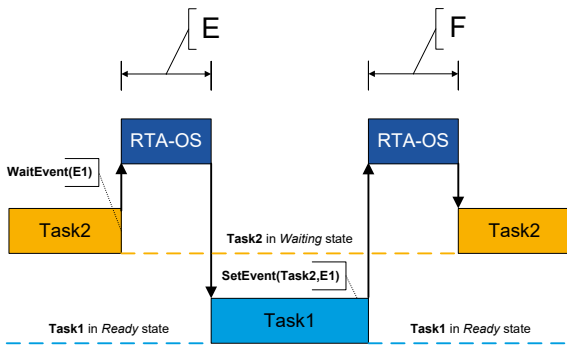 E
F
RTA-OS
RTA-OS
WaitEvent(E1)
Task2
Task2
Task2 in Waiting state
SetEvent(Task2,E1)
Task1
Task1 in Ready state
Task1 in Ready state